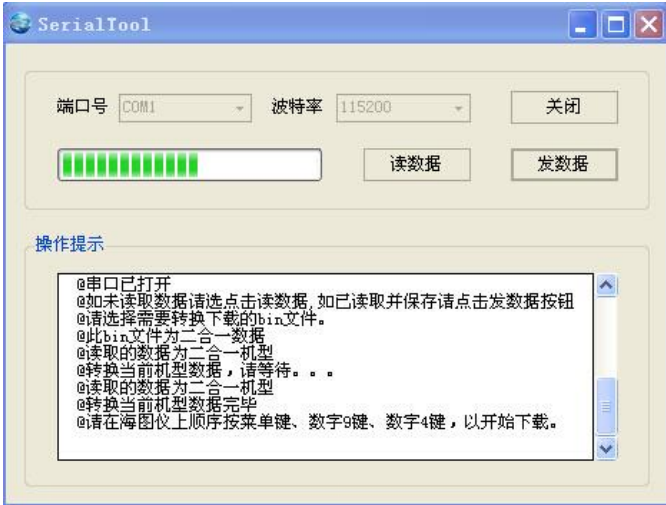 SerialTool
端口号 COM1 波特率 115200 关闭
读数据 发数据
操作提示
@串口已打开
@如未读取数据请选点击读数据,如已读取并保存请点击发数据按钮
@请选择需要转换下载的bin文件。
@此bin文件为二合一数据
@读取的数据为二合一机型
@转换当前机型数据，请等待。。。
@读取的数据为二合一机型
@转换当前机型数据完毕
@请在海图仪上顺序按菜单键、数字9键、数字4键，以开始下载。